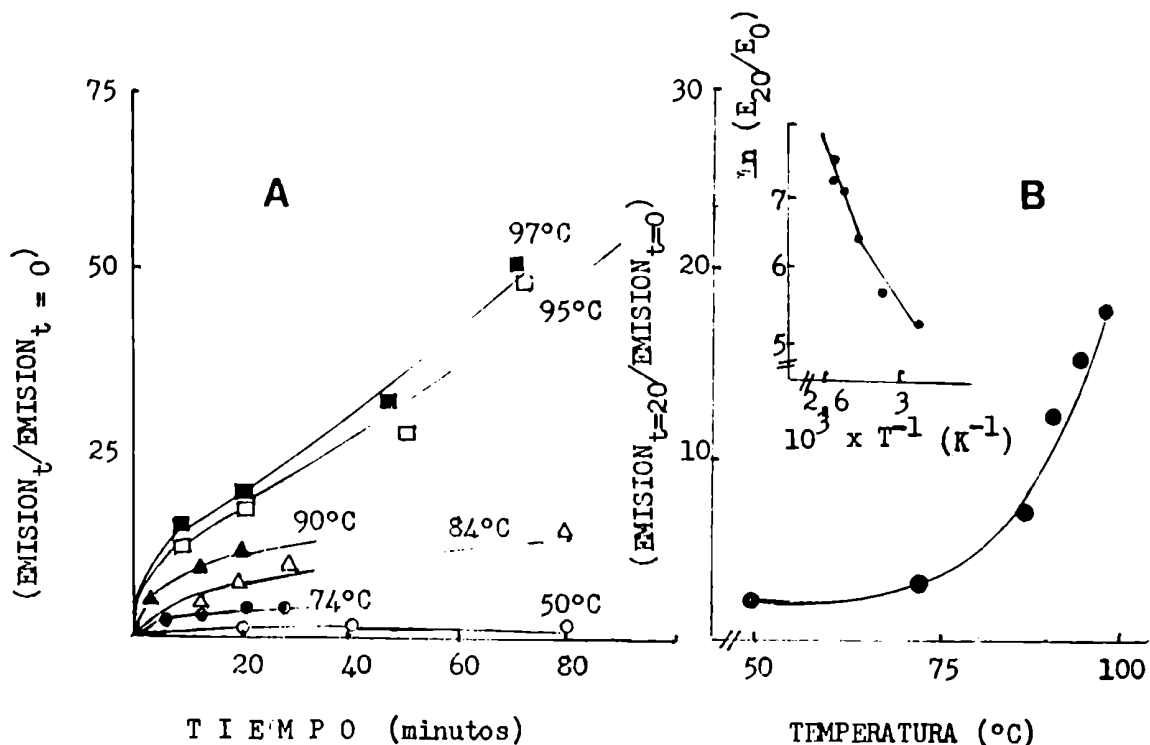 75
50
25
A
97°C
95°C
90°C
84°C
74°C
50°C
20
40
60
80
(EMISION_t/EMISION_t = 0)
T I E M P O (minutos)
30
20
10
B
(EMISION_t=20/EMISION_t=0)
50
75
100
TEMPERATURA (°C)
ln (E_20/E_0)
7
6
5
2,6
3
10^3 x T^-1 (K^-1)